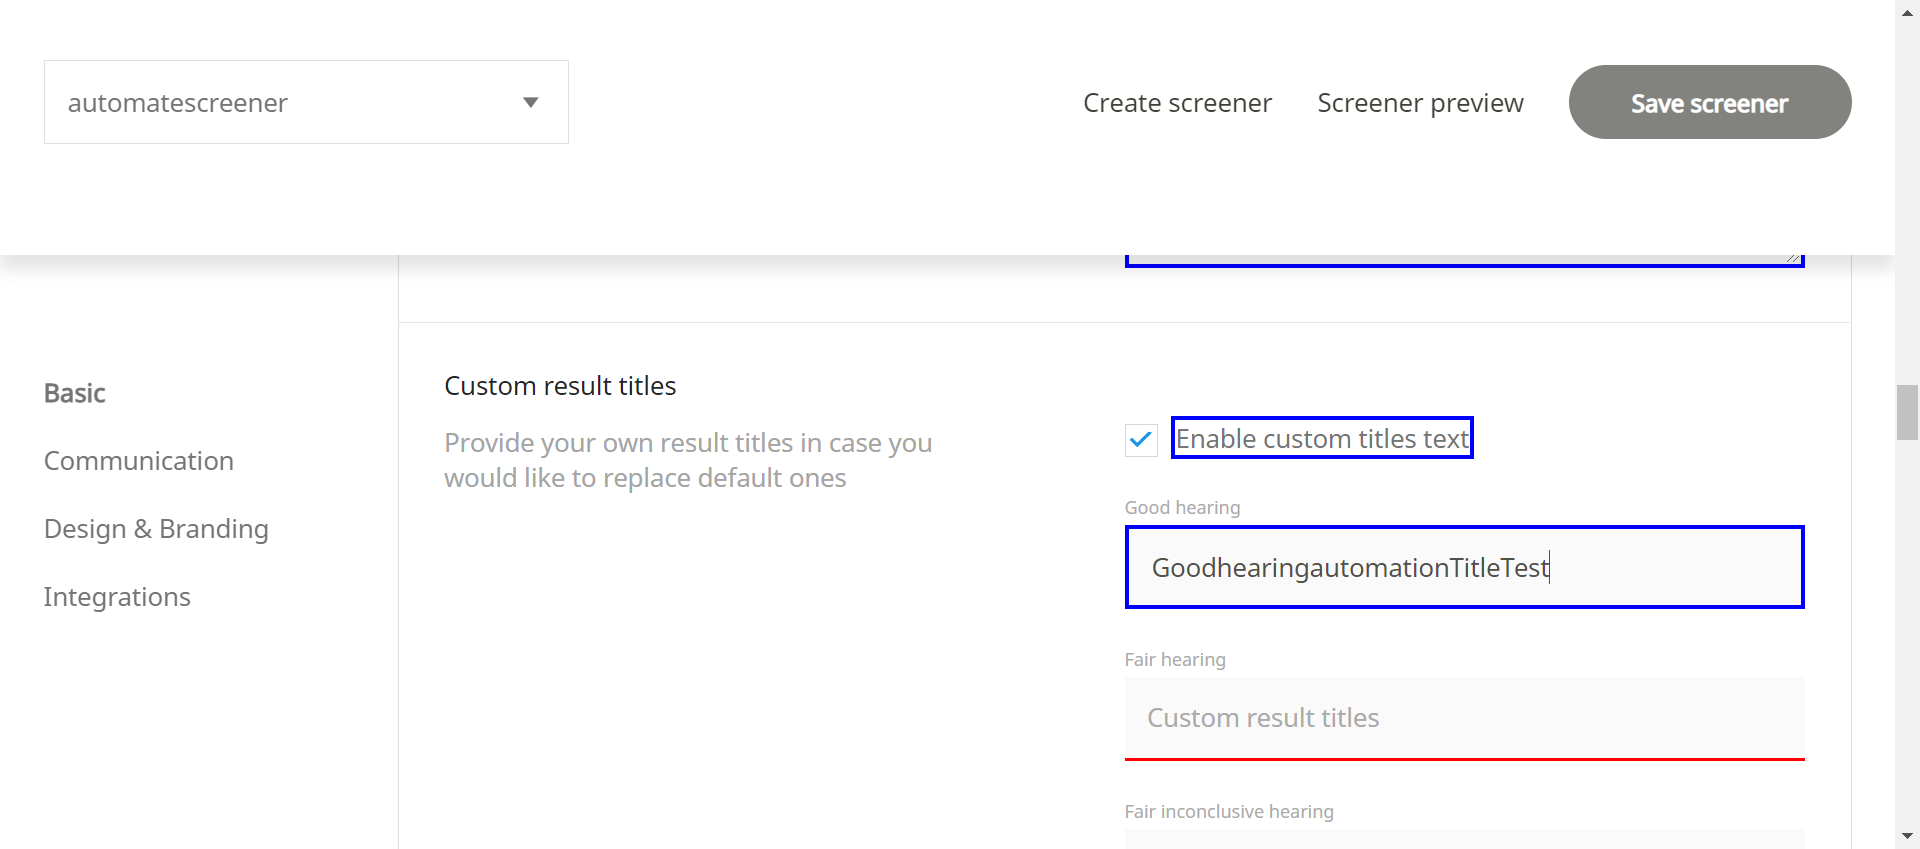 automatescreener
Create screener
Screener preview
Save screener
Basic
Communication
Design & Branding
Integrations
Custom result titles
Provide your own result titles in case you
would like to replace default ones
Enable custom titles text
Good hearing
GoodhearingautomationTitleTest
Fair hearing
Custom result titles
Fair inconclusive hearing